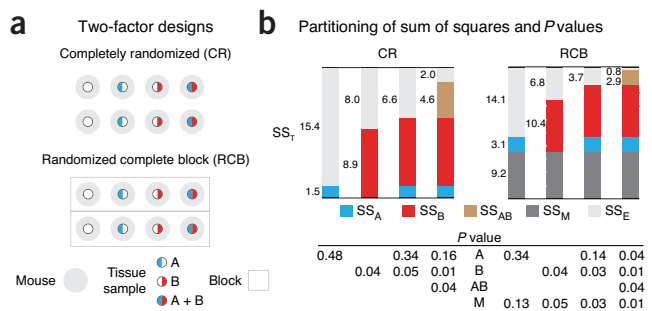 a Two-factor designs
Completely randomized (CR)
Randomized complete block (RCB)
Mouse
Tissue sample
A
B
A + B
Block
b Partitioning of sum of squares and P values
CR RCB
SST
15.4
1.5
8.0
8.9
6.6
2.0
4.6
14.1
3.1
9.2
6.8
10.4
3.7
0.8
2.9
SSA SSB SSAB SSM SSE
P value
0.48 0.34 0.16 A 0.34 0.14 0.04
0.04 0.05 0.01 B 0.04 0.03 0.01
0.04 AB 0.04
M 0.13 0.05 0.03 0.01